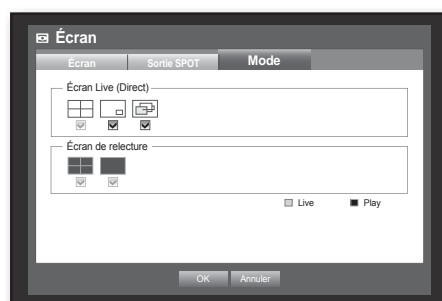 Écran
Écran Sortie SPOT Mode
Écran Live (Direct)
Écran de relecture
Live Play
OK Annuler